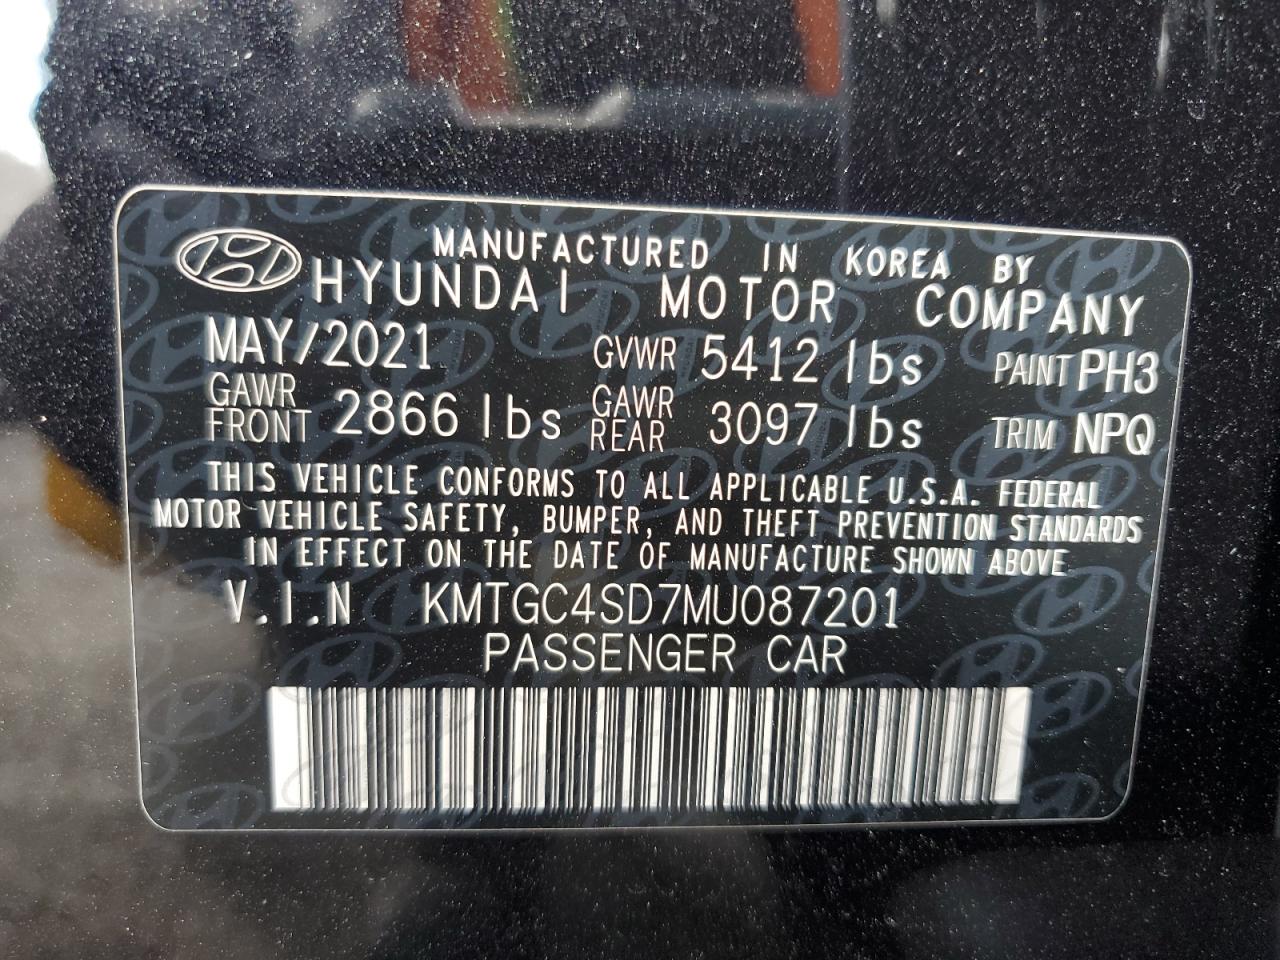 MANUFACTURED IN KOREA BY
HYUNDAI MOTOR COMPANY
MAY/2021 GVWR 5412 lbs PAINT PH3
GAWR FRONT 2866 lbs GAWR REAR 3097 lbs TRIM NPQ
THIS VEHICLE CONFORMS TO ALL APPLICABLE U.S.A. FEDERAL
MOTOR VEHICLE SAFETY, BUMPER, AND THEFT PREVENTION STANDARDS
IN EFFECT ON THE DATE OF MANUFACTURE SHOWN ABOVE
V.I.N KMTGC4SD7MU087201
PASSENGER CAR